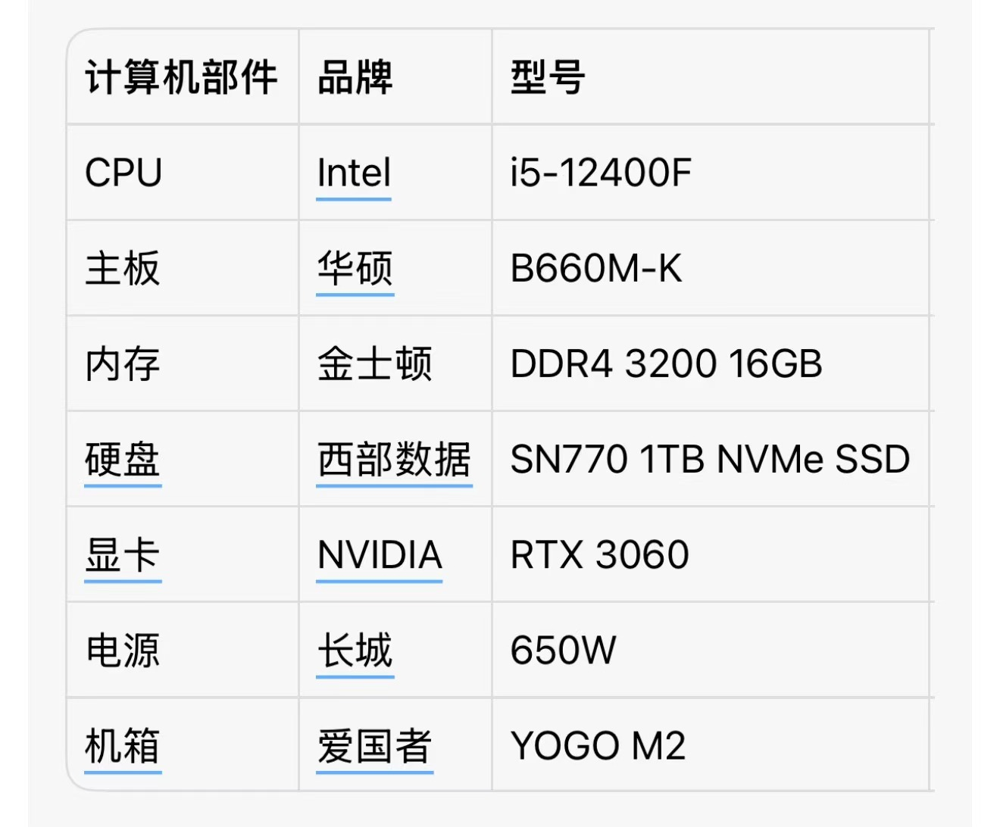 计算机部件 品牌 型号
CPU Intel i5-12400F
主板 华硕 B660M-K
内存 金士顿 DDR4 3200 16GB
硬盘 西部数据 SN770 1TB NVMe SSD
显卡 NVIDIA RTX 3060
电源 长城 650W
机箱 爱国者 YOGO M2